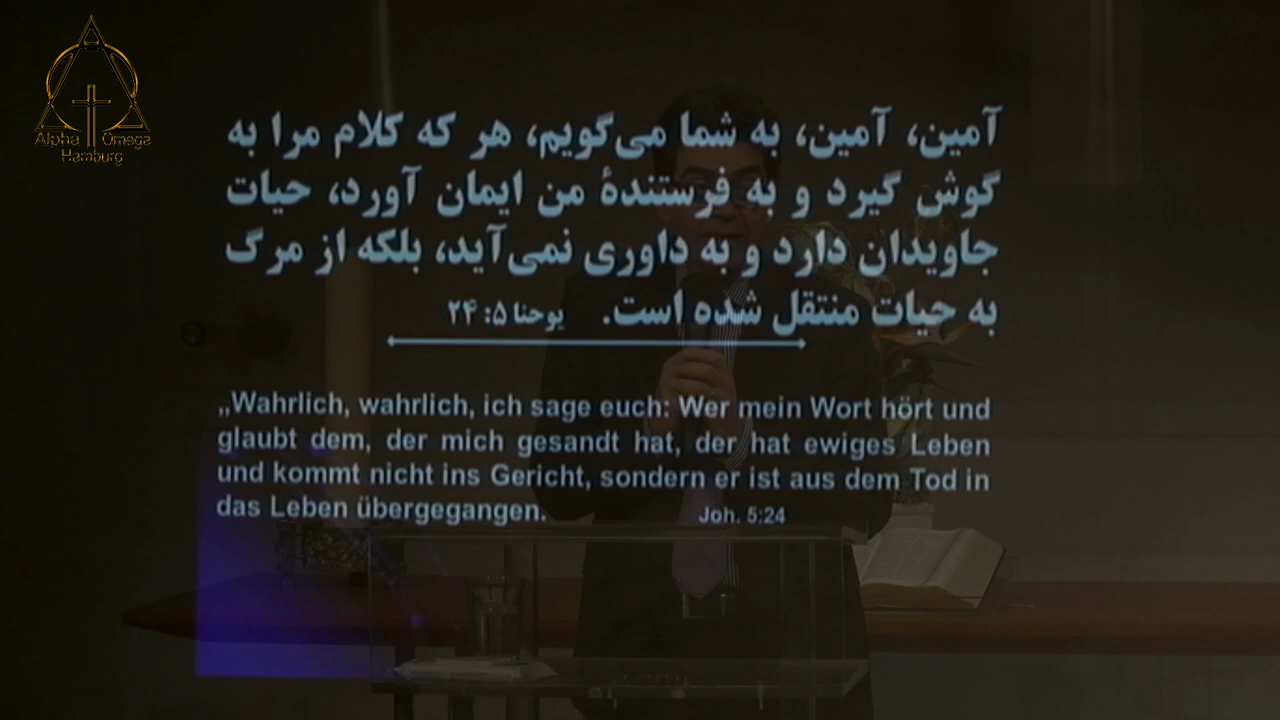 Alpha Omega
Hamburg
آمین، آمین، به شما می‌گویم، هر که کلام مرا به
گوش گیرد و به فرستندهٔ من ایمان آورد، حیات
جاویدان دارد و به داوری نمی‌آید، بلکه از مرگ
به حیات منتقل شده است. یوحنا ۵: ۲۴
„Wahrlich, wahrlich, ich sage euch: Wer mein Wort hört und
glaubt dem, der mich gesandt hat, der hat ewiges Leben
und kommt nicht ins Gericht, sondern er ist aus dem Tod in
das Leben übergegangen. Joh. 5:24